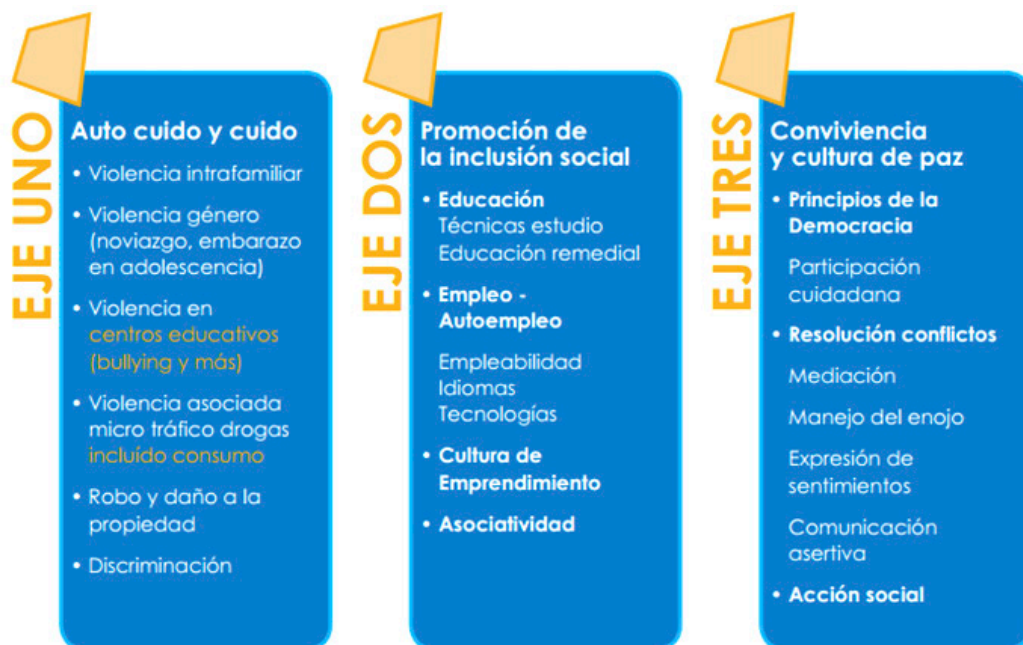 EJE UNO
Auto cuido y cuido
• Violencia intrafamiliar
• Violencia género
(noviazgo, embarazo
en adolescencia)
• Violencia en
centros educativos
(bullying y más)
• Violencia asociada
micro tráfico drogas
incluído consumo
• Robo y daño a la
propiedad
• Discriminación
EJE DOS
Promoción de
la inclusión social
• Educación
Técnicas estudio
Educación remedial
• Empleo -
Autoempleo
Empleabilidad
Idiomas
Tecnologías
• Cultura de
Emprendimiento
• Asociatividad
EJE TRES
Conviviencia
y cultura de paz
• Principios de la
Democracia
Participación
cuidadana
• Resolución conflictos
Mediación
Manejo del enojo
Expresión de
sentimientos
Comunicación
asertiva
• Acción social